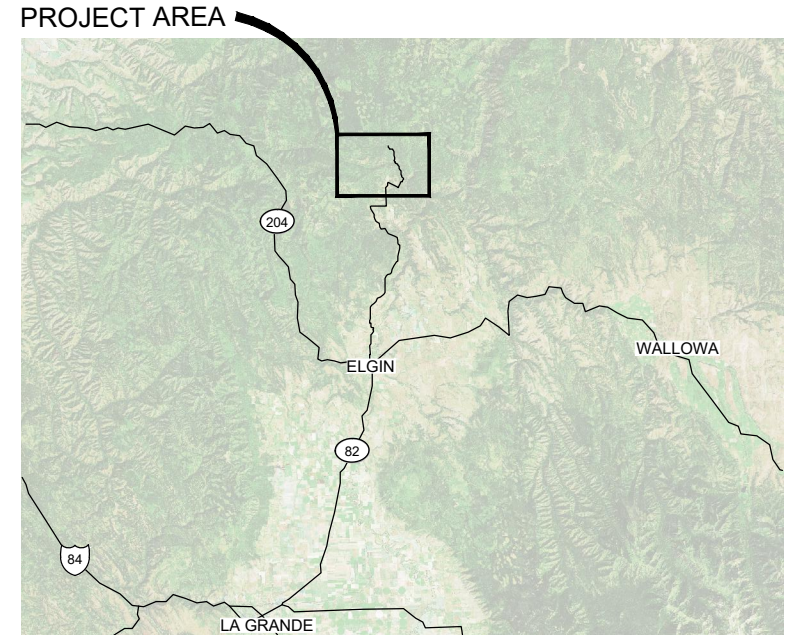 PROJECT AREA
204
WALLOWA
ELGIN
82
84
LA GRANDE